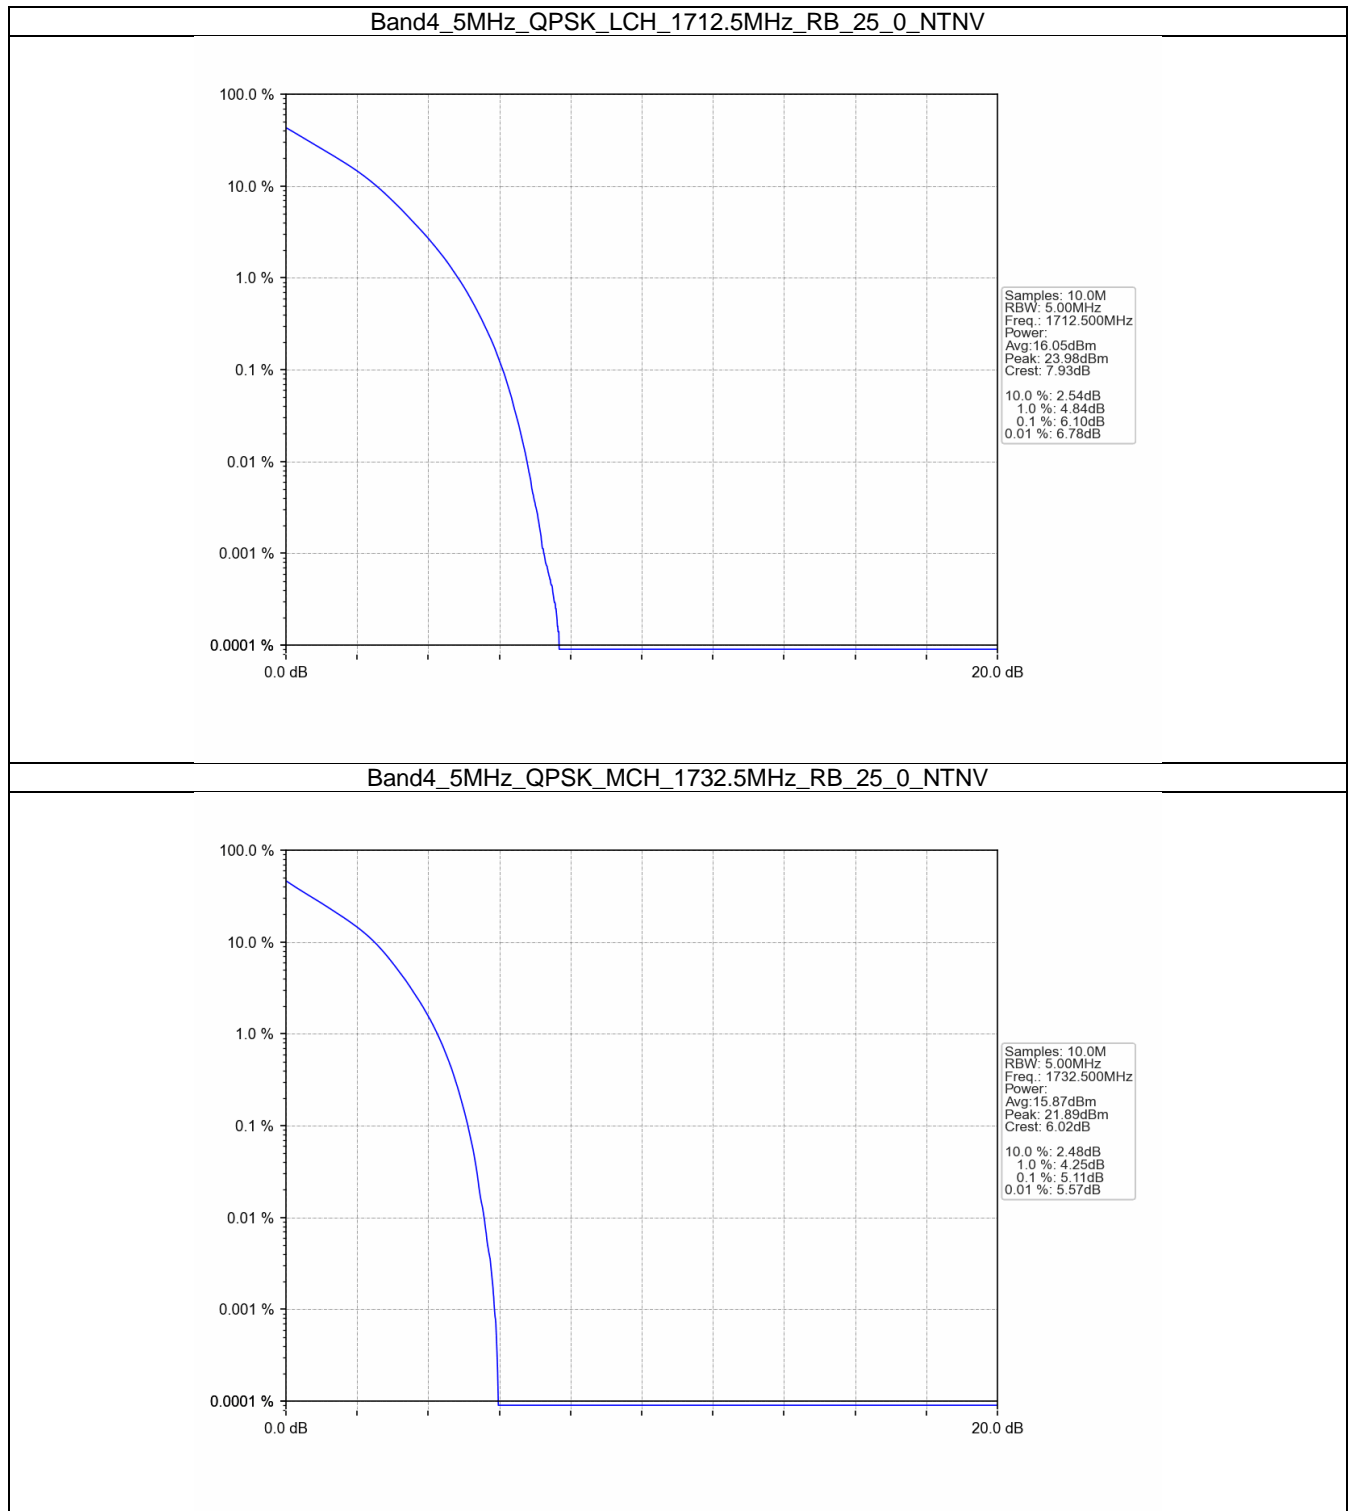 Band4_5MHz_QPSK_LCH_1712.5MHz_RB_25_0_NTNV
100.0 %
10.0 %
1.0 %
0.1 %
0.01 %
0.001 %
0.0001 %
0.0 dB
20.0 dB
Samples: 10.0M
RBW: 5.00MHz
Freq.: 1712.500MHz
Power:
Avg:16.05dBm
Peak: 23.98dBm
Crest: 7.93dB
10.0 %: 2.54dB
1.0 %: 4.84dB
0.1 %: 6.10dB
0.01 %: 6.78dB
Band4_5MHz_QPSK_MCH_1732.5MHz_RB_25_0_NTNV
100.0 %
10.0 %
1.0 %
0.1 %
0.01 %
0.001 %
0.0001 %
0.0 dB
20.0 dB
Samples: 10.0M
RBW: 5.00MHz
Freq.: 1732.500MHz
Power:
Avg:15.87dBm
Peak: 21.89dBm
Crest: 6.02dB
10.0 %: 2.48dB
1.0 %: 4.25dB
0.1 %: 5.11dB
0.01 %: 5.57dB